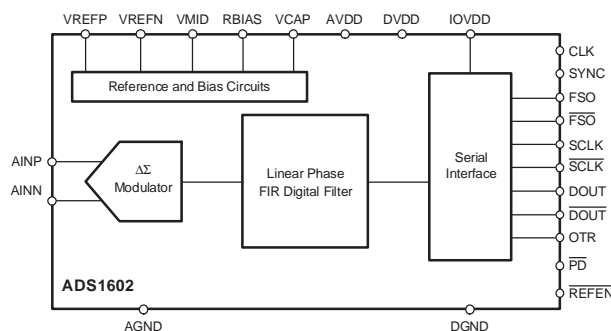 VREFP VREFN VMID RBIAS VCAP AVDD DVDD IOVDD
CLK
SYNC
Reference and Bias Circuits
FSO
FSO
SCLK
SCLK
DOUT
DOUT
OTR
PD
REFEN
AINP
AINN
ΔΣ
Modulator
Linear Phase
FIR Digital Filter
Serial
Interface
ADS1602
AGND DGND